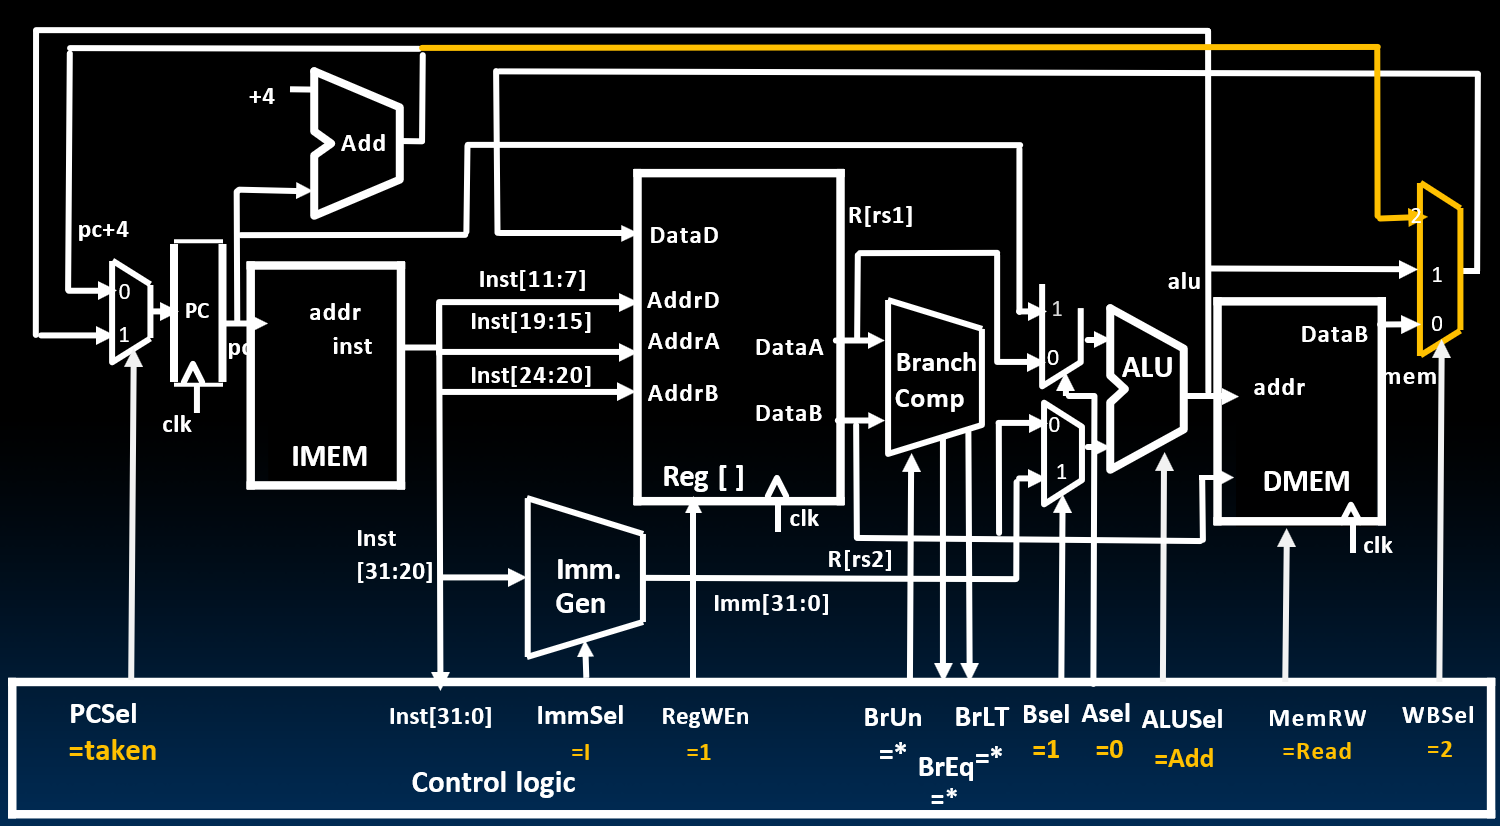 +4
Add
pc+4
0
1
PC
pc
clk
addr
inst
IMEM
Inst[11:7]
Inst[19:15]
Inst[24:20]
DataD
AddrD
AddrA
AddrB
DataA
DataB
Reg [ ]
clk
R[rs1]
Branch
Comp
1
0
0
1
ALU
alu
2
1
0
DataB
mem
addr
DMEM
clk
Inst
[31:20]
Imm.
Gen
R[rs2]
Imm[31:0]
PCSel
=taken
Inst[31:0]
ImmSel
=I
RegWEn
=1
BrUn
=*
BrEq
=*
BrLT
=*
Bsel
=1
Asel
=0
ALUSel
=Add
MemRW
=Read
WBSel
=2
Control logic